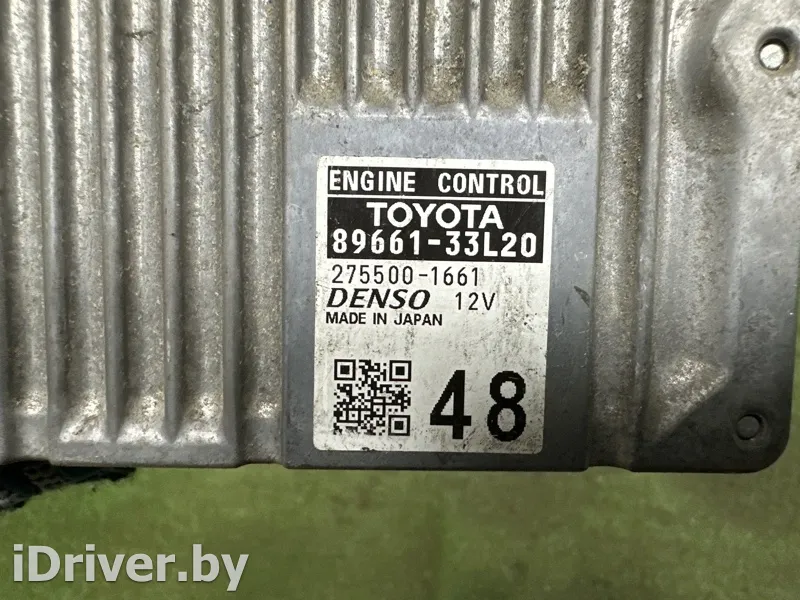 ENGINE CONTROL
TOYOTA
89661-33L20
275500-1661
DENSO 12V
MADE IN JAPAN
48
iDriver.by